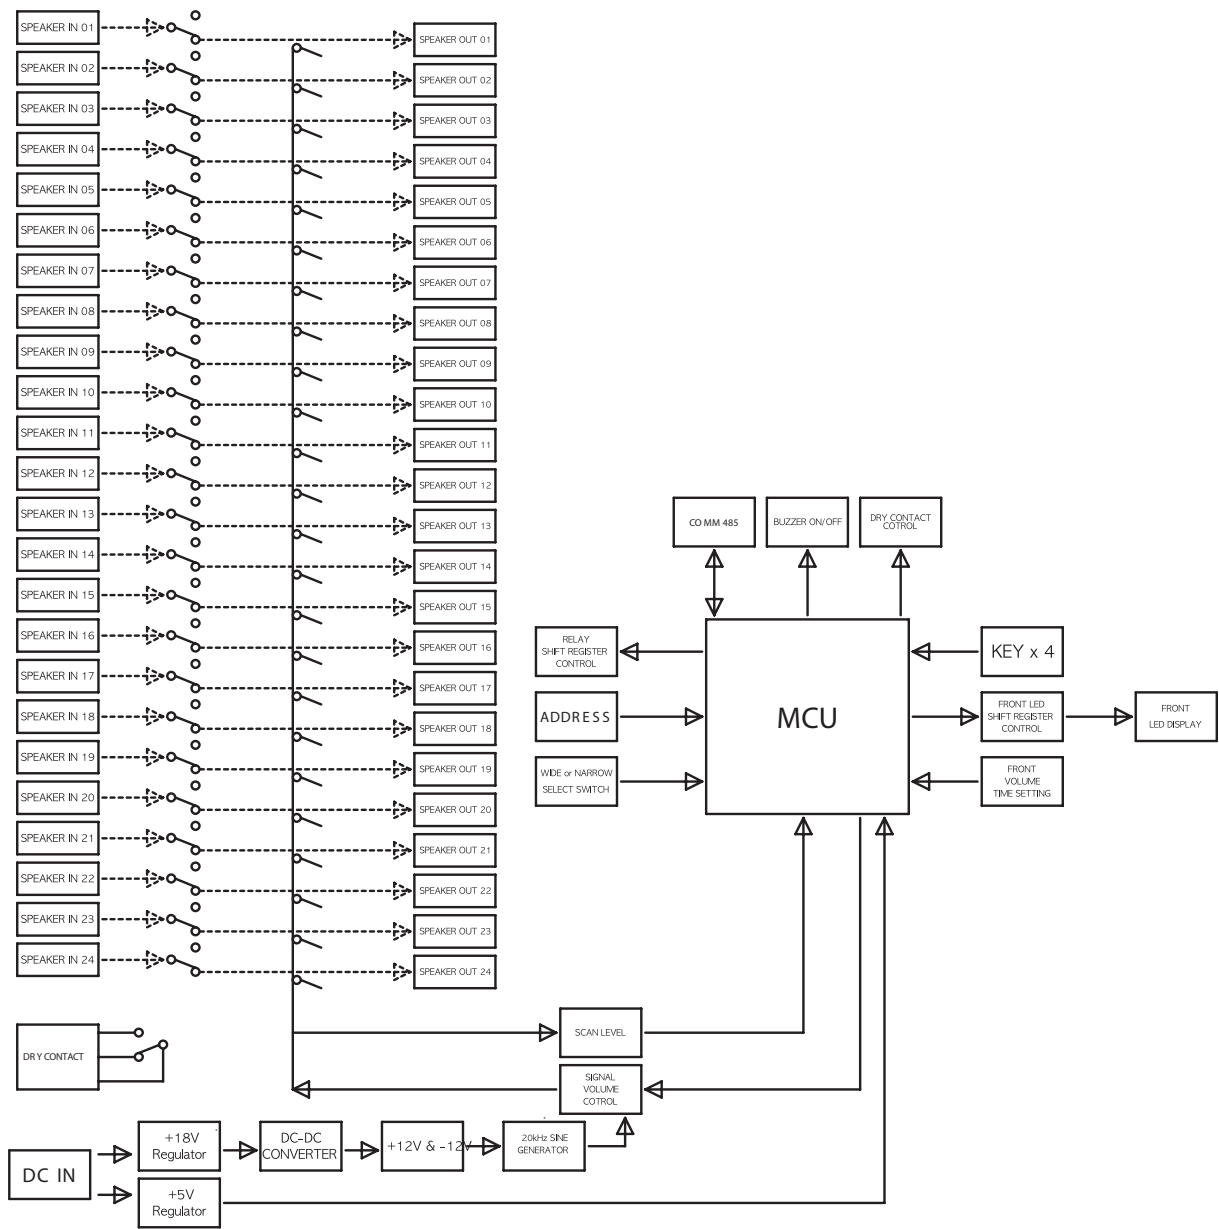 SPEAKER IN 01
SPEAKER OUT 01
SPEAKER IN 02
SPEAKER OUT 02
SPEAKER IN 03
SPEAKER OUT 03
SPEAKER IN 04
SPEAKER OUT 04
SPEAKER IN 05
SPEAKER OUT 05
SPEAKER IN 06
SPEAKER OUT 06
SPEAKER IN 07
SPEAKER OUT 07
SPEAKER IN 08
SPEAKER OUT 08
SPEAKER IN 09
SPEAKER OUT 09
SPEAKER IN 10
SPEAKER OUT 10
SPEAKER IN 11
SPEAKER OUT 11
SPEAKER IN 12
SPEAKER OUT 12
SPEAKER IN 13
SPEAKER OUT 13
SPEAKER IN 14
SPEAKER OUT 14
SPEAKER IN 15
SPEAKER OUT 15
SPEAKER IN 16
SPEAKER OUT 16
SPEAKER IN 17
SPEAKER OUT 17
SPEAKER IN 18
SPEAKER OUT 18
SPEAKER IN 19
SPEAKER OUT 19
SPEAKER IN 20
SPEAKER OUT 20
SPEAKER IN 21
SPEAKER OUT 21
SPEAKER IN 22
SPEAKER OUT 22
SPEAKER IN 23
SPEAKER OUT 23
SPEAKER IN 24
SPEAKER OUT 24
COMM 485
BUZZER ON/OFF
DRY CONTACT
COTROL
RELAY
SHIFT REGISTER
CONTROL
KEY x 4
ADDRESS
MCU
FRONT LED
SHIFT REGISTER
CONTROL
FRONT
LED DISPLAY
WIDE or NARROW
SELECT SWITCH
FRONT
VOLUME
TIME SETTING
DRY CONTACT
SCAN LEVEL
SIGNAL
VOLUME
COTROL
DC IN
+18V
Regulator
DC-DC
CONVERTER
+12V & -12V
20kHz SINE
GENERATOR
+5V
Regulator